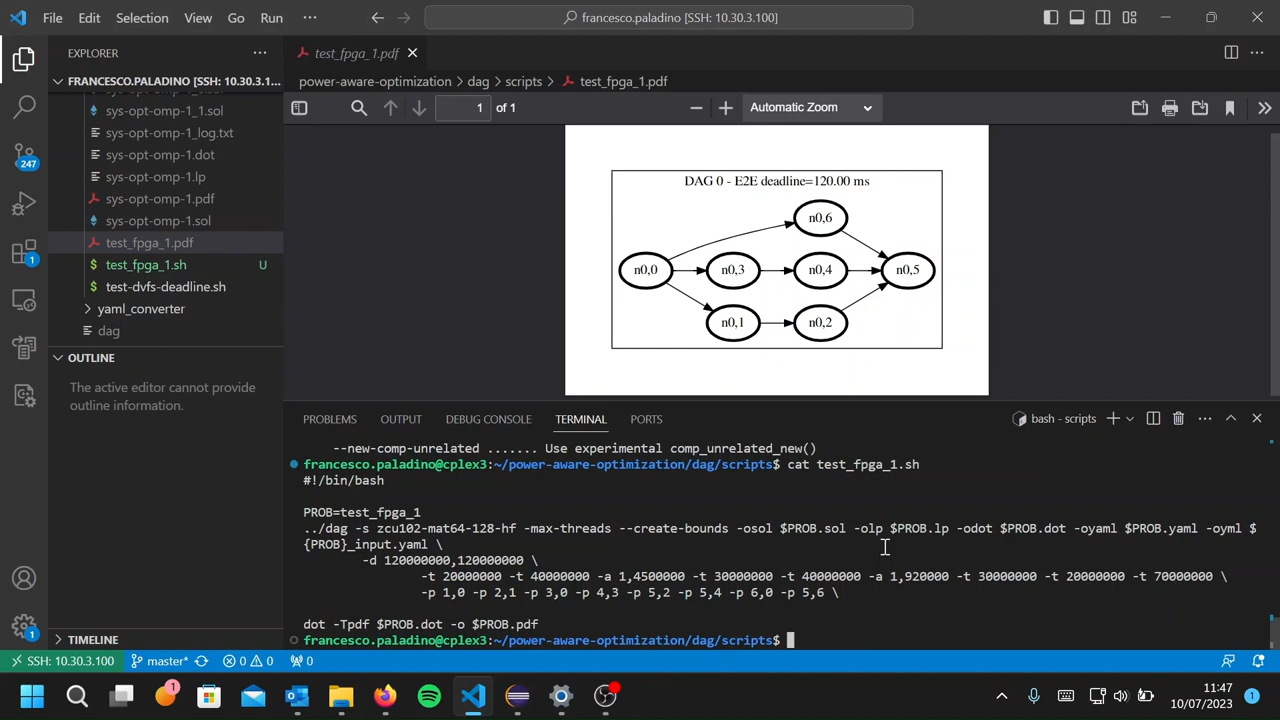 File Edit Selection View Go Run ···
francesco.paladino [SSH: 10.30.3.100]
EXPLORER
FRANCESCO.PALADINO [SSH: 10.30.3.1...
sys-opt-omp-1_1.sol
sys-opt-omp-1_log.txt
sys-opt-omp-1.dot
sys-opt-omp-1.lp
sys-opt-omp-1.pdf
sys-opt-omp-1.sol
test_fpga_1.pdf
test_fpga_1.sh U
test-dvfs-deadline.sh
yaml_converter
dag
OUTLINE
The active editor cannot provide
outline information.
TIMELINE
247
1
1
test_fpga_1.pdf
power-aware-optimization > dag > scripts > test_fpga_1.pdf
1 of 1
Automatic Zoom
DAG 0 - E2E deadline=120.00 ms
n0,6
n0,0 n0,3 n0,4 n0,5
n0,1 n0,2
PROBLEMS OUTPUT DEBUG CONSOLE TERMINAL PORTS
bash - scripts
--new-comp-unrelated ....... Use experimental comp_unrelated_new()
francesco.paladino@cplex3:~/power-aware-optimization/dag/scripts$ cat test_fpga_1.sh
#!/bin/bash
PROB=test_fpga_1
../dag -s zcu102-mat64-128-hf -max-threads --create-bounds -osol $PROB.sol -olp $PROB.lp -odot $PROB.dot -oyaml $PROB.yaml -oyml $
{PROB}_input.yaml \
-d 120000000,120000000 \
-t 20000000 -t 40000000 -a 1,4500000 -t 30000000 -t 40000000 -a 1,920000 -t 30000000 -t 20000000 -t 70000000 \
-p 1,0 -p 2,1 -p 3,0 -p 4,3 -p 5,2 -p 5,4 -p 6,0 -p 5,6 \
dot -Tpdf $PROB.dot -o $PROB.pdf
francesco.paladino@cplex3:~/power-aware-optimization/dag/scripts$
SSH: 10.30.3.100 master* 0 0 0
1
11:47
10/07/2023
1